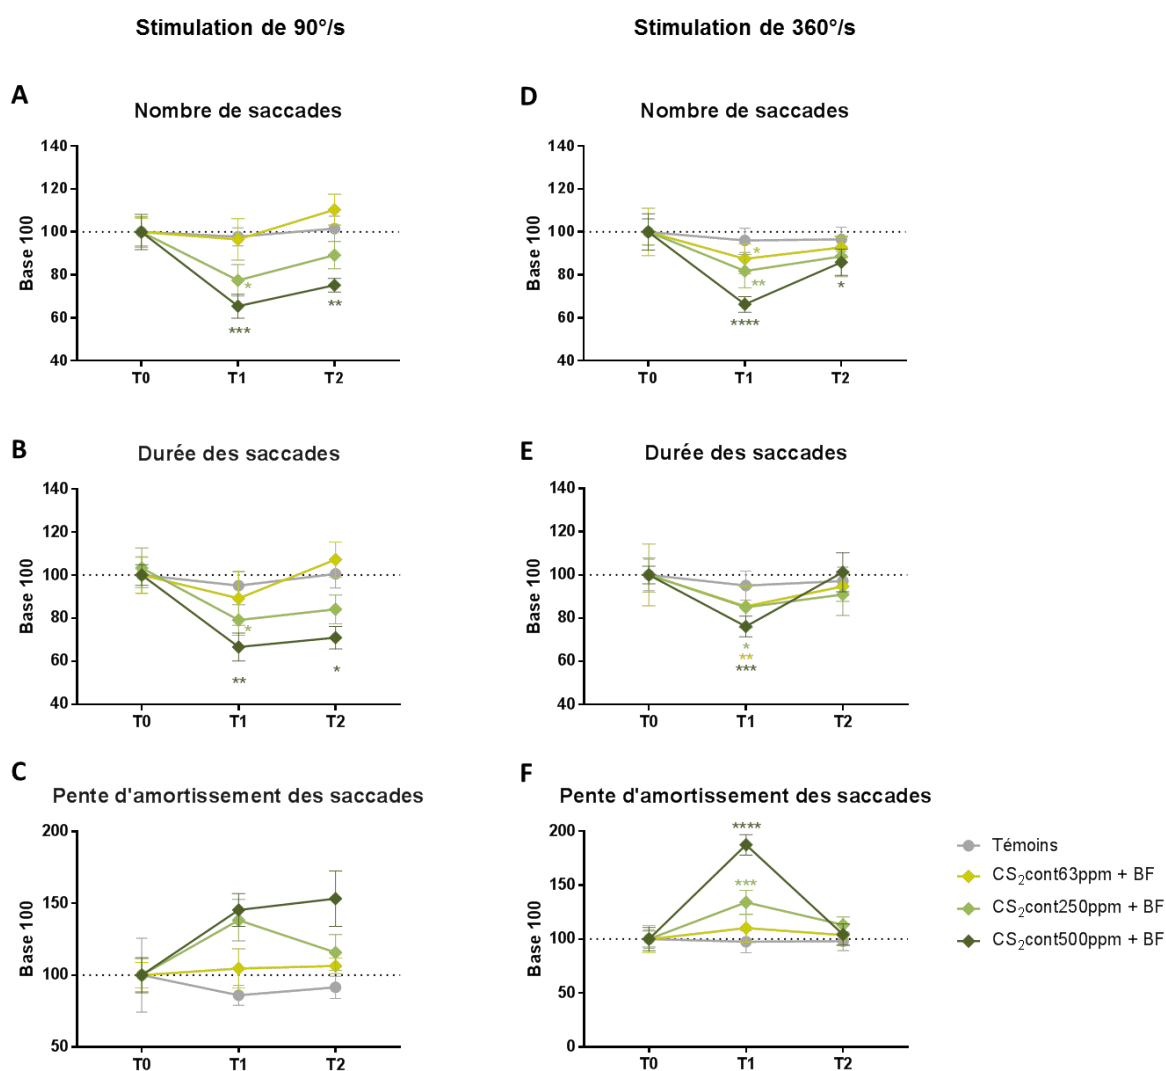 Stimulation de 90°/s
Stimulation de 360°/s
A
Nombre de saccades
Base 100
140
120
100
80
60
40
*
***
**
T0 T1 T2
D
Nombre de saccades
Base 100
140
120
100
80
60
40
*
**
****
*
T0 T1 T2
B
Durée des saccades
Base 100
140
120
100
80
60
40
*
**
*
T0 T1 T2
E
Durée des saccades
Base 100
140
120
100
80
60
40
*
**
***
T0 T1 T2
C
Pente d'amortissement des saccades
Base 100
200
150
100
50
T0 T1 T2
F
Pente d'amortissement des saccades
Base 100
200
150
100
50
0
****
***
T0 T1 T2
Témoins
CS₂cont63ppm + BF
CS₂cont250ppm + BF
CS₂cont500ppm + BF